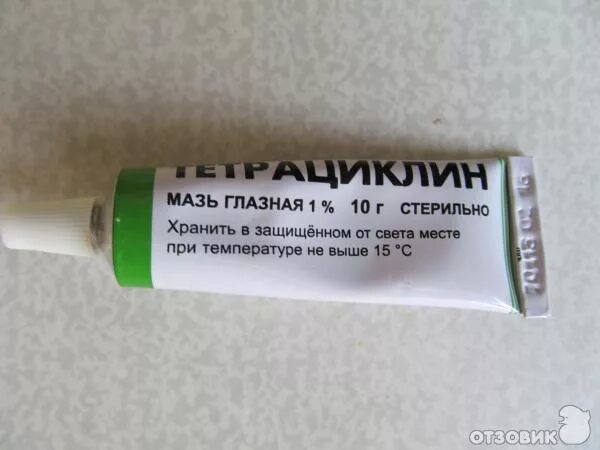 ТЕТРАЦИКЛИН
МАЗЬ ГЛАЗНАЯ 1 % 10 г СТЕРИЛЬНО
Хранить в защищённом от света месте
при температуре не выше 15 °С
ОТЗОВИК